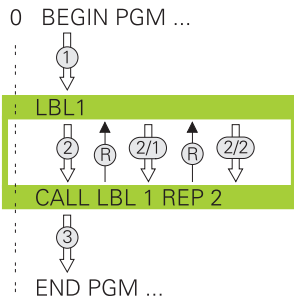 0 BEGIN PGM ...
1
LBL1
2 R 2/1 R 2/2
CALL LBL 1 REP 2
3
END PGM ...